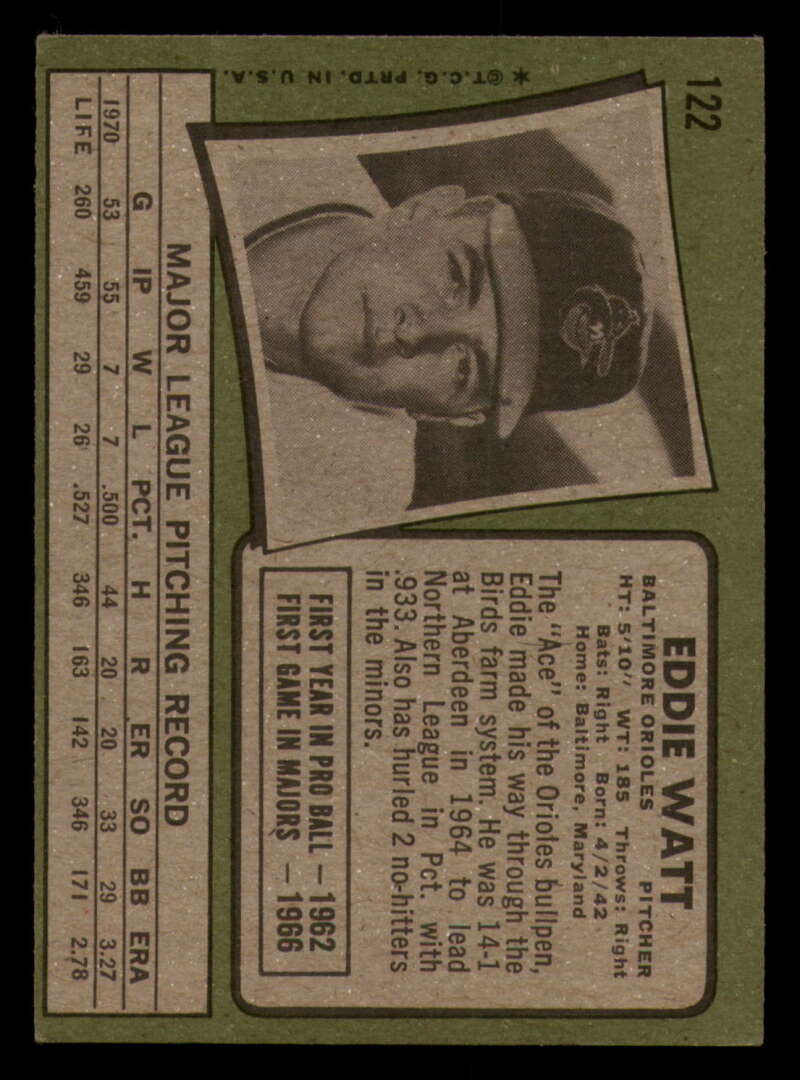 122
✻ ©T.C.G. PRTD. IN U.S.A.
EDDIE WATT
BALTIMORE ORIOLES PITCHER
HT: 5'10" WT: 185 Throws: Right
Bats: Right Born: 4/2/42
Home: Baltimore, Maryland
The "Ace" of the Orioles bullpen,
Eddie made his way through the
Birds farm system. He was 14-1
at Aberdeen in 1964 to lead
Northern League in Pct. with
.933. Also has hurled 2 no-hitters
in the minors.
FIRST YEAR IN PRO BALL — 1962
FIRST GAME IN MAJORS — 1966
MAJOR LEAGUE PITCHING RECORD
G IP W L PCT. H R ER SO BB ERA
1970 53 55 7 7 .500 44 20 20 33 29 3.27
LIFE 260 459 29 26 .527 346 163 142 346 171 2.78